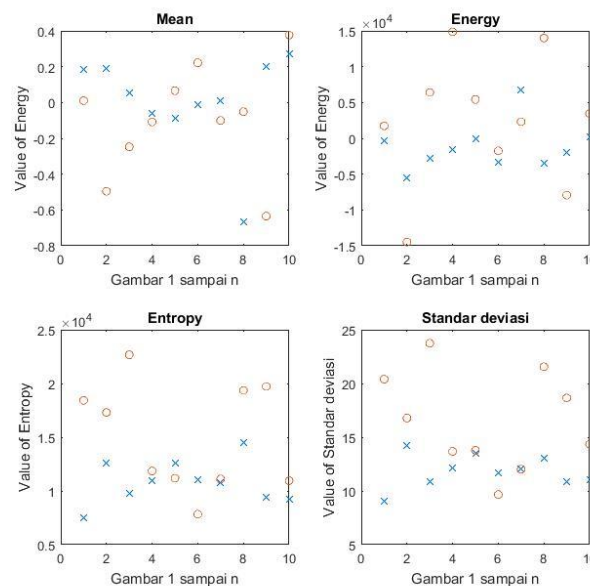 Mean
0.4
0.2
0
-0.2
-0.4
-0.6
-0.8
Value of Energy
0 2 4 6 8 10
Gambar 1 sampai n
Energy
×10⁴
1.5
1
0.5
0
-0.5
-1
-1.5
Value of Energy
0 2 4 6 8 10
Gambar 1 sampai n
Entropy
×10⁴
2.5
2
1.5
1
0.5
Value of Entropy
0 2 4 6 8 10
Gambar 1 sampai n
Standar deviasi
25
20
15
10
5
Value of Standar deviasi
0 2 4 6 8 10
Gambar 1 sampai n